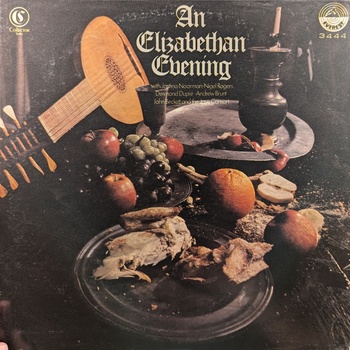 An
Elizabethan
Evening
with Jantina Noorman · Nigel Rogers
Desmond Dupré · Andrew Brunt
John Beckett and the Jaye Consort
Collector
EVEREST
3444